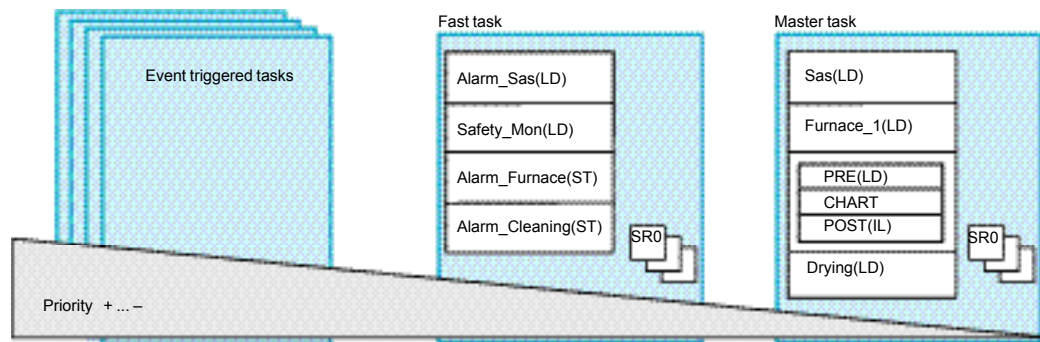 Fast task
Master task
Event triggered tasks
Alarm_Sas(LD)
Safety_Mon(LD)
Alarm_Furnace(ST)
Alarm_Cleaning(ST)
SR0
Sas(LD)
Furnace_1(LD)
PRE(LD)
CHART
POST(IL)
Drying(LD)
SR0
Priority + ... –